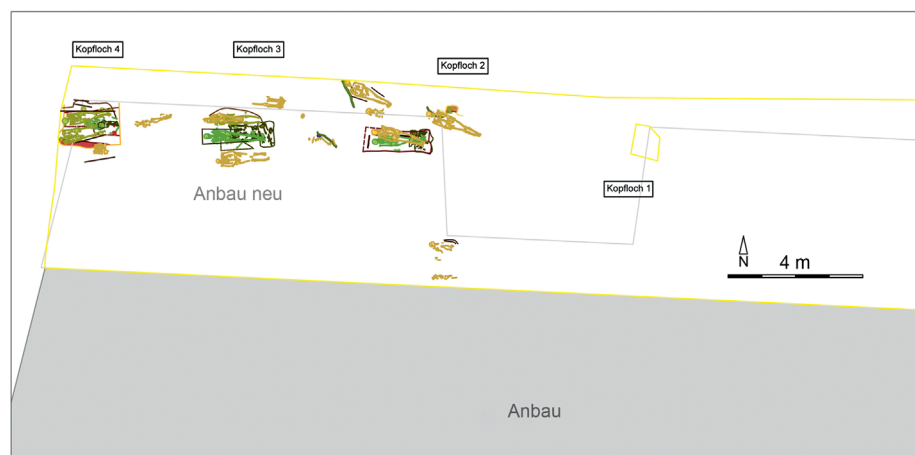 Kopfloch 4
Kopfloch 3
Kopfloch 2
Kopfloch 1
Anbau neu
N
4 m
Anbau